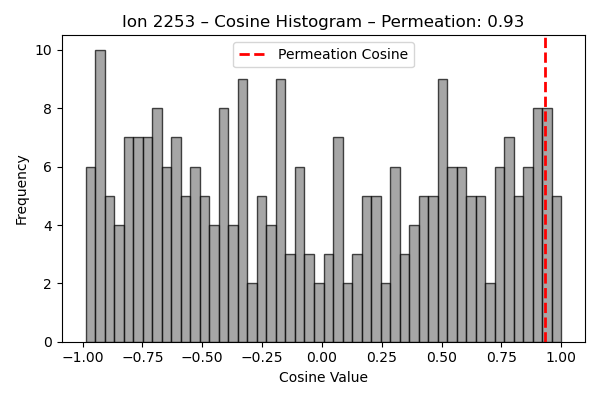 Ion 2253 – Cosine Histogram – Permeation: 0.93
Permeation Cosine
10
8
6
4
2
0
Frequency
−1.00 −0.75 −0.50 −0.25 0.00 0.25 0.50 0.75 1.00
Cosine Value